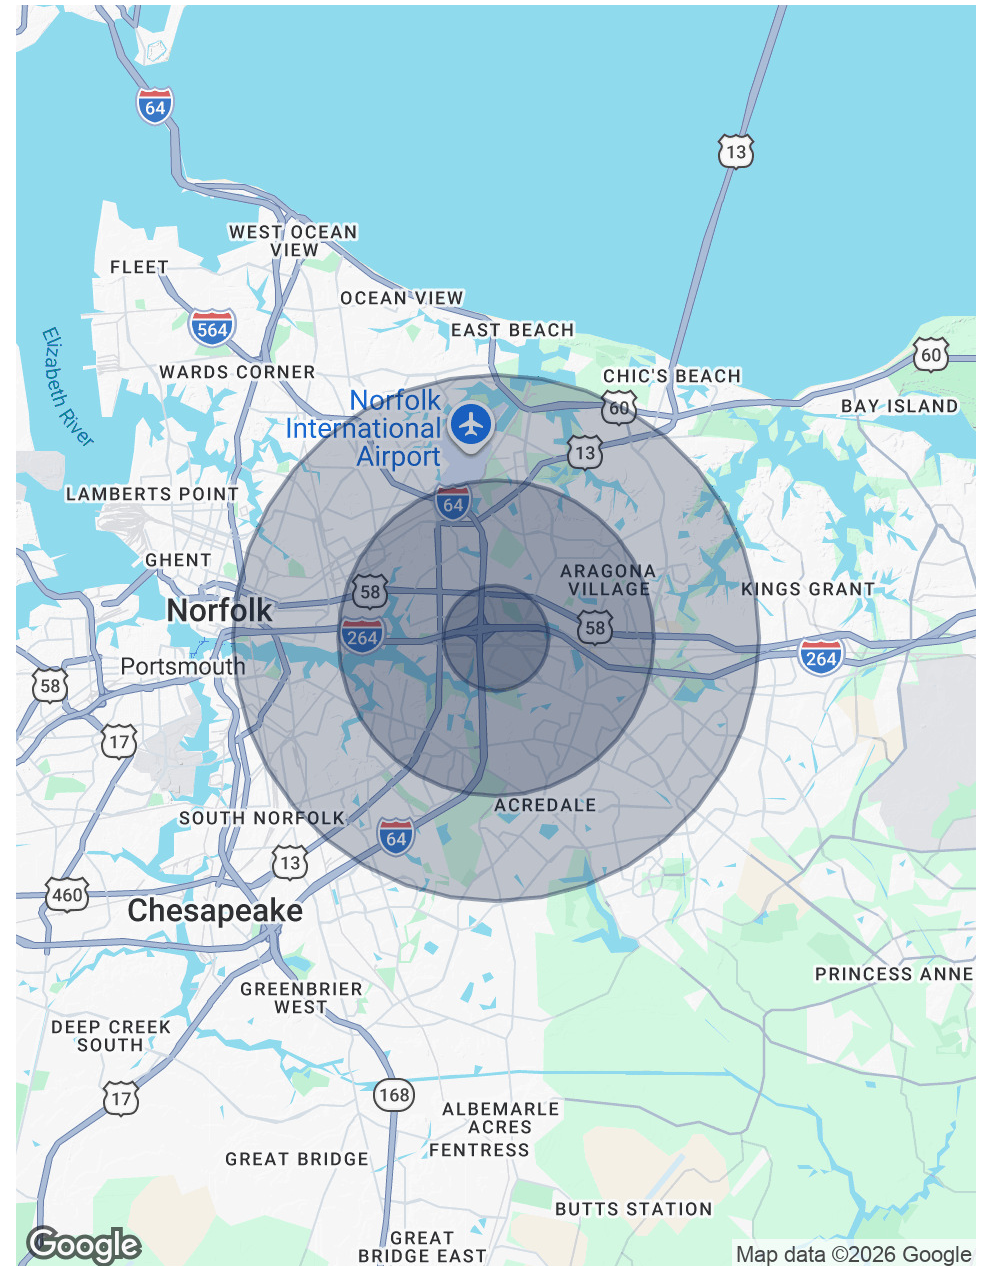 64
13
WEST OCEAN
VIEW
FLEET
OCEAN VIEW
564
EAST BEACH
Elizabeth River
WARDS CORNER
CHIC'S BEACH
60
60
BAY ISLAND
Norfolk
International
Airport
13
LAMBERTS POINT
64
GHENT
ARAGONA
VILLAGE
KINGS GRANT
58
Norfolk
264
58
264
Portsmouth
58
17
ACREDALE
SOUTH NORFOLK
64
13
460
Chesapeake
PRINCESS ANNE
GREENBRIER
WEST
DEEP CREEK
SOUTH
17
168
ALBEMARLE
ACRES
FENTRESS
GREAT BRIDGE
BUTTS STATION
GREAT
BRIDGE EAST
Google
Map data ©2026 Google